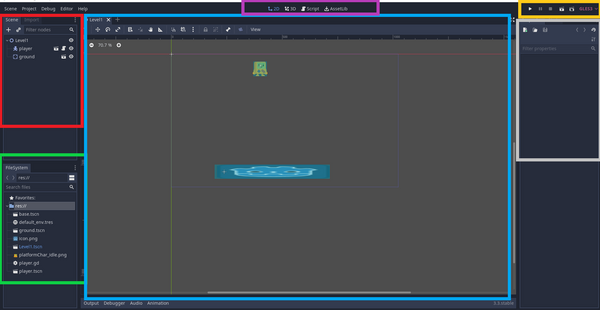 Scene Project Debug Editor Help
2D 3D Script AssetLib
GLES2
Scene Import
Filter nodes
Level1
player
ground
Level1
View
70.7 %
Filter properties
FileSystem
res://
Search files
Favorites:
res://
base.tscn
default_env.tres
ground.tscn
icon.png
Level1.tscn
platformChar_idle.png
player.gd
player.tscn
Output Debugger Audio Animation
3.3.stable